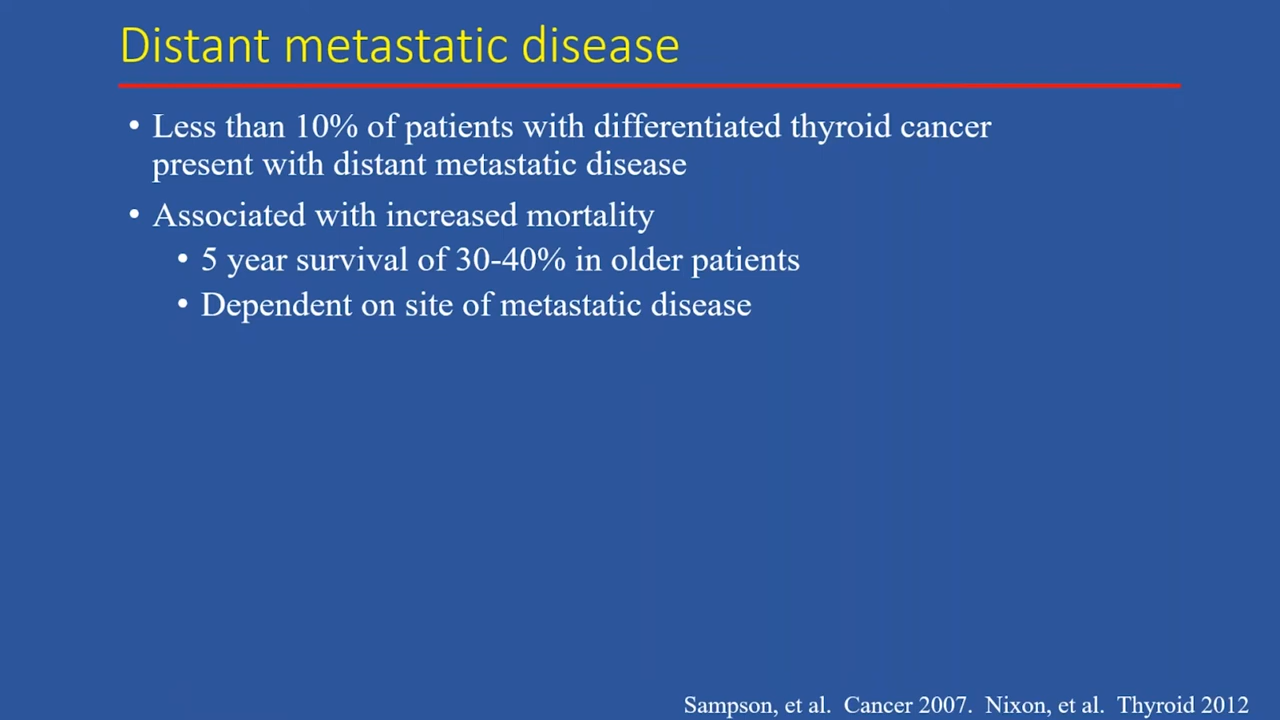 Distant metastatic disease
• Less than 10% of patients with differentiated thyroid cancer
present with distant metastatic disease
• Associated with increased mortality
• 5 year survival of 30-40% in older patients
• Dependent on site of metastatic disease
Sampson, et al. Cancer 2007. Nixon, et al. Thyroid 2012